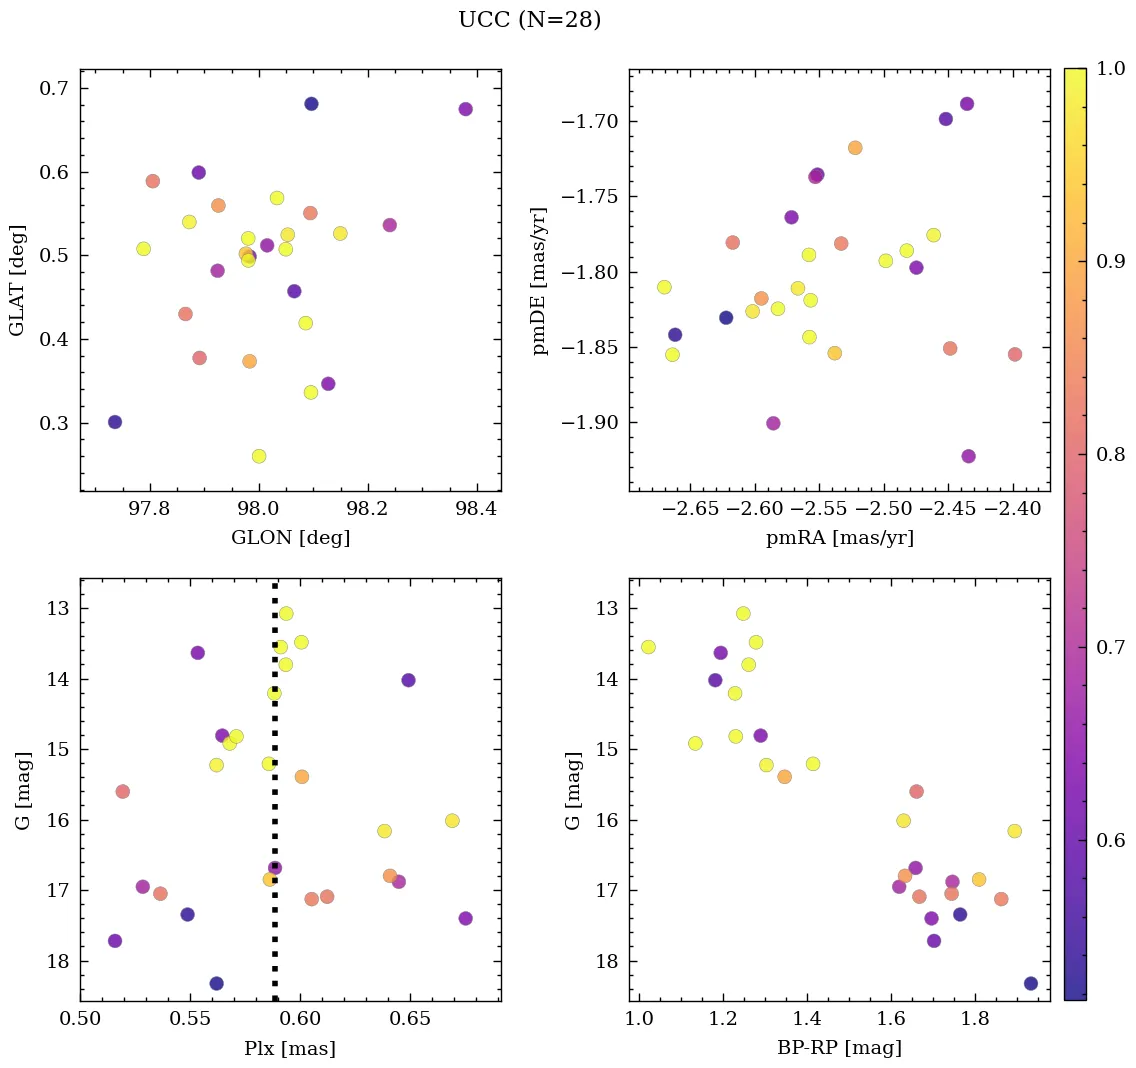 UCC (N=28)
0.7
0.6
0.5
0.4
0.3
GLAT [deg]
97.8 98.0 98.2 98.4
GLON [deg]
−1.70
−1.75
−1.80
−1.85
−1.90
pmDE [mas/yr]
−2.65 −2.60 −2.55 −2.50 −2.45 −2.40
pmRA [mas/yr]
13
14
15
16
17
18
G [mag]
0.50 0.55 0.60 0.65
Plx [mas]
13
14
15
16
17
18
G [mag]
1.0 1.2 1.4 1.6 1.8
BP-RP [mag]
1.0
0.9
0.8
0.7
0.6